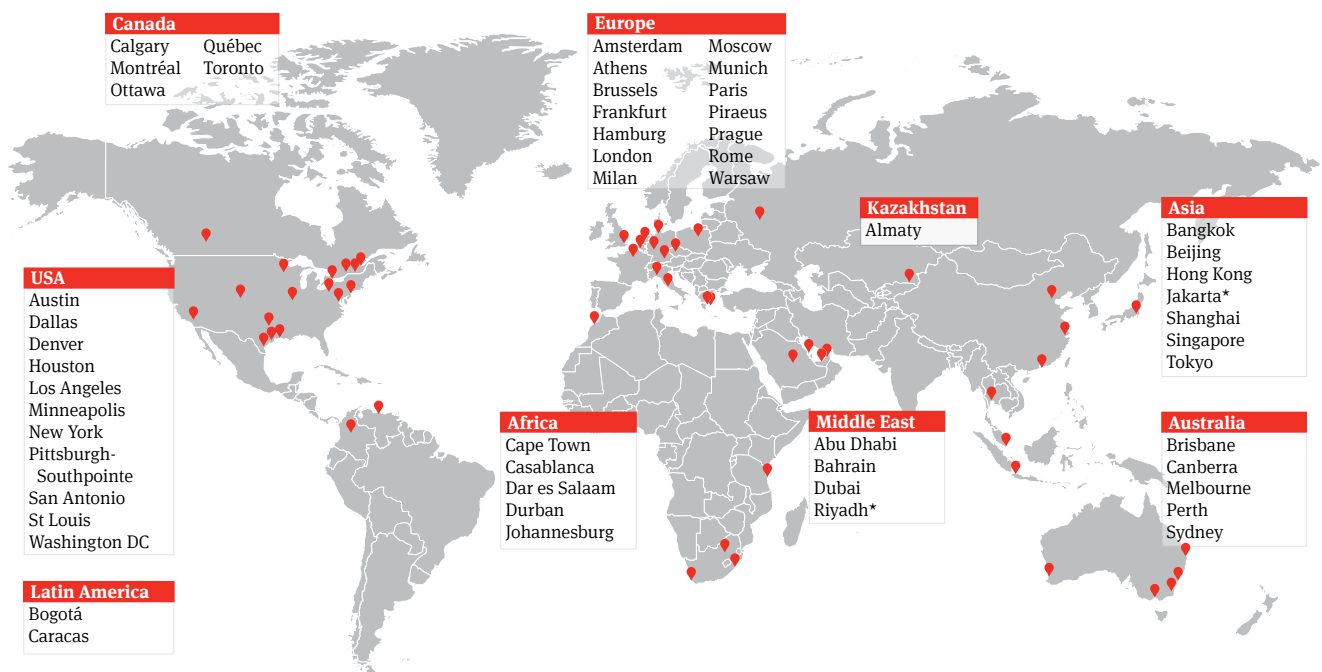 Canada
Calgary
Montréal
Ottawa
Québec
Toronto
Europe
Amsterdam
Athens
Brussels
Frankfurt
Hamburg
London
Milan
Moscow
Munich
Paris
Piraeus
Prague
Rome
Warsaw
Kazakhstan
Almaty
Asia
Bangkok
Beijing
Hong Kong
Jakarta*
Shanghai
Singapore
Tokyo
USA
Austin
Dallas
Denver
Houston
Los Angeles
Minneapolis
New York
Pittsburgh-
Southpointe
San Antonio
St Louis
Washington DC
Africa
Cape Town
Casablanca
Dar es Salaam
Durban
Johannesburg
Middle East
Abu Dhabi
Bahrain
Dubai
Riyadh*
Australia
Brisbane
Canberra
Melbourne
Perth
Sydney
Latin America
Bogotá
Caracas